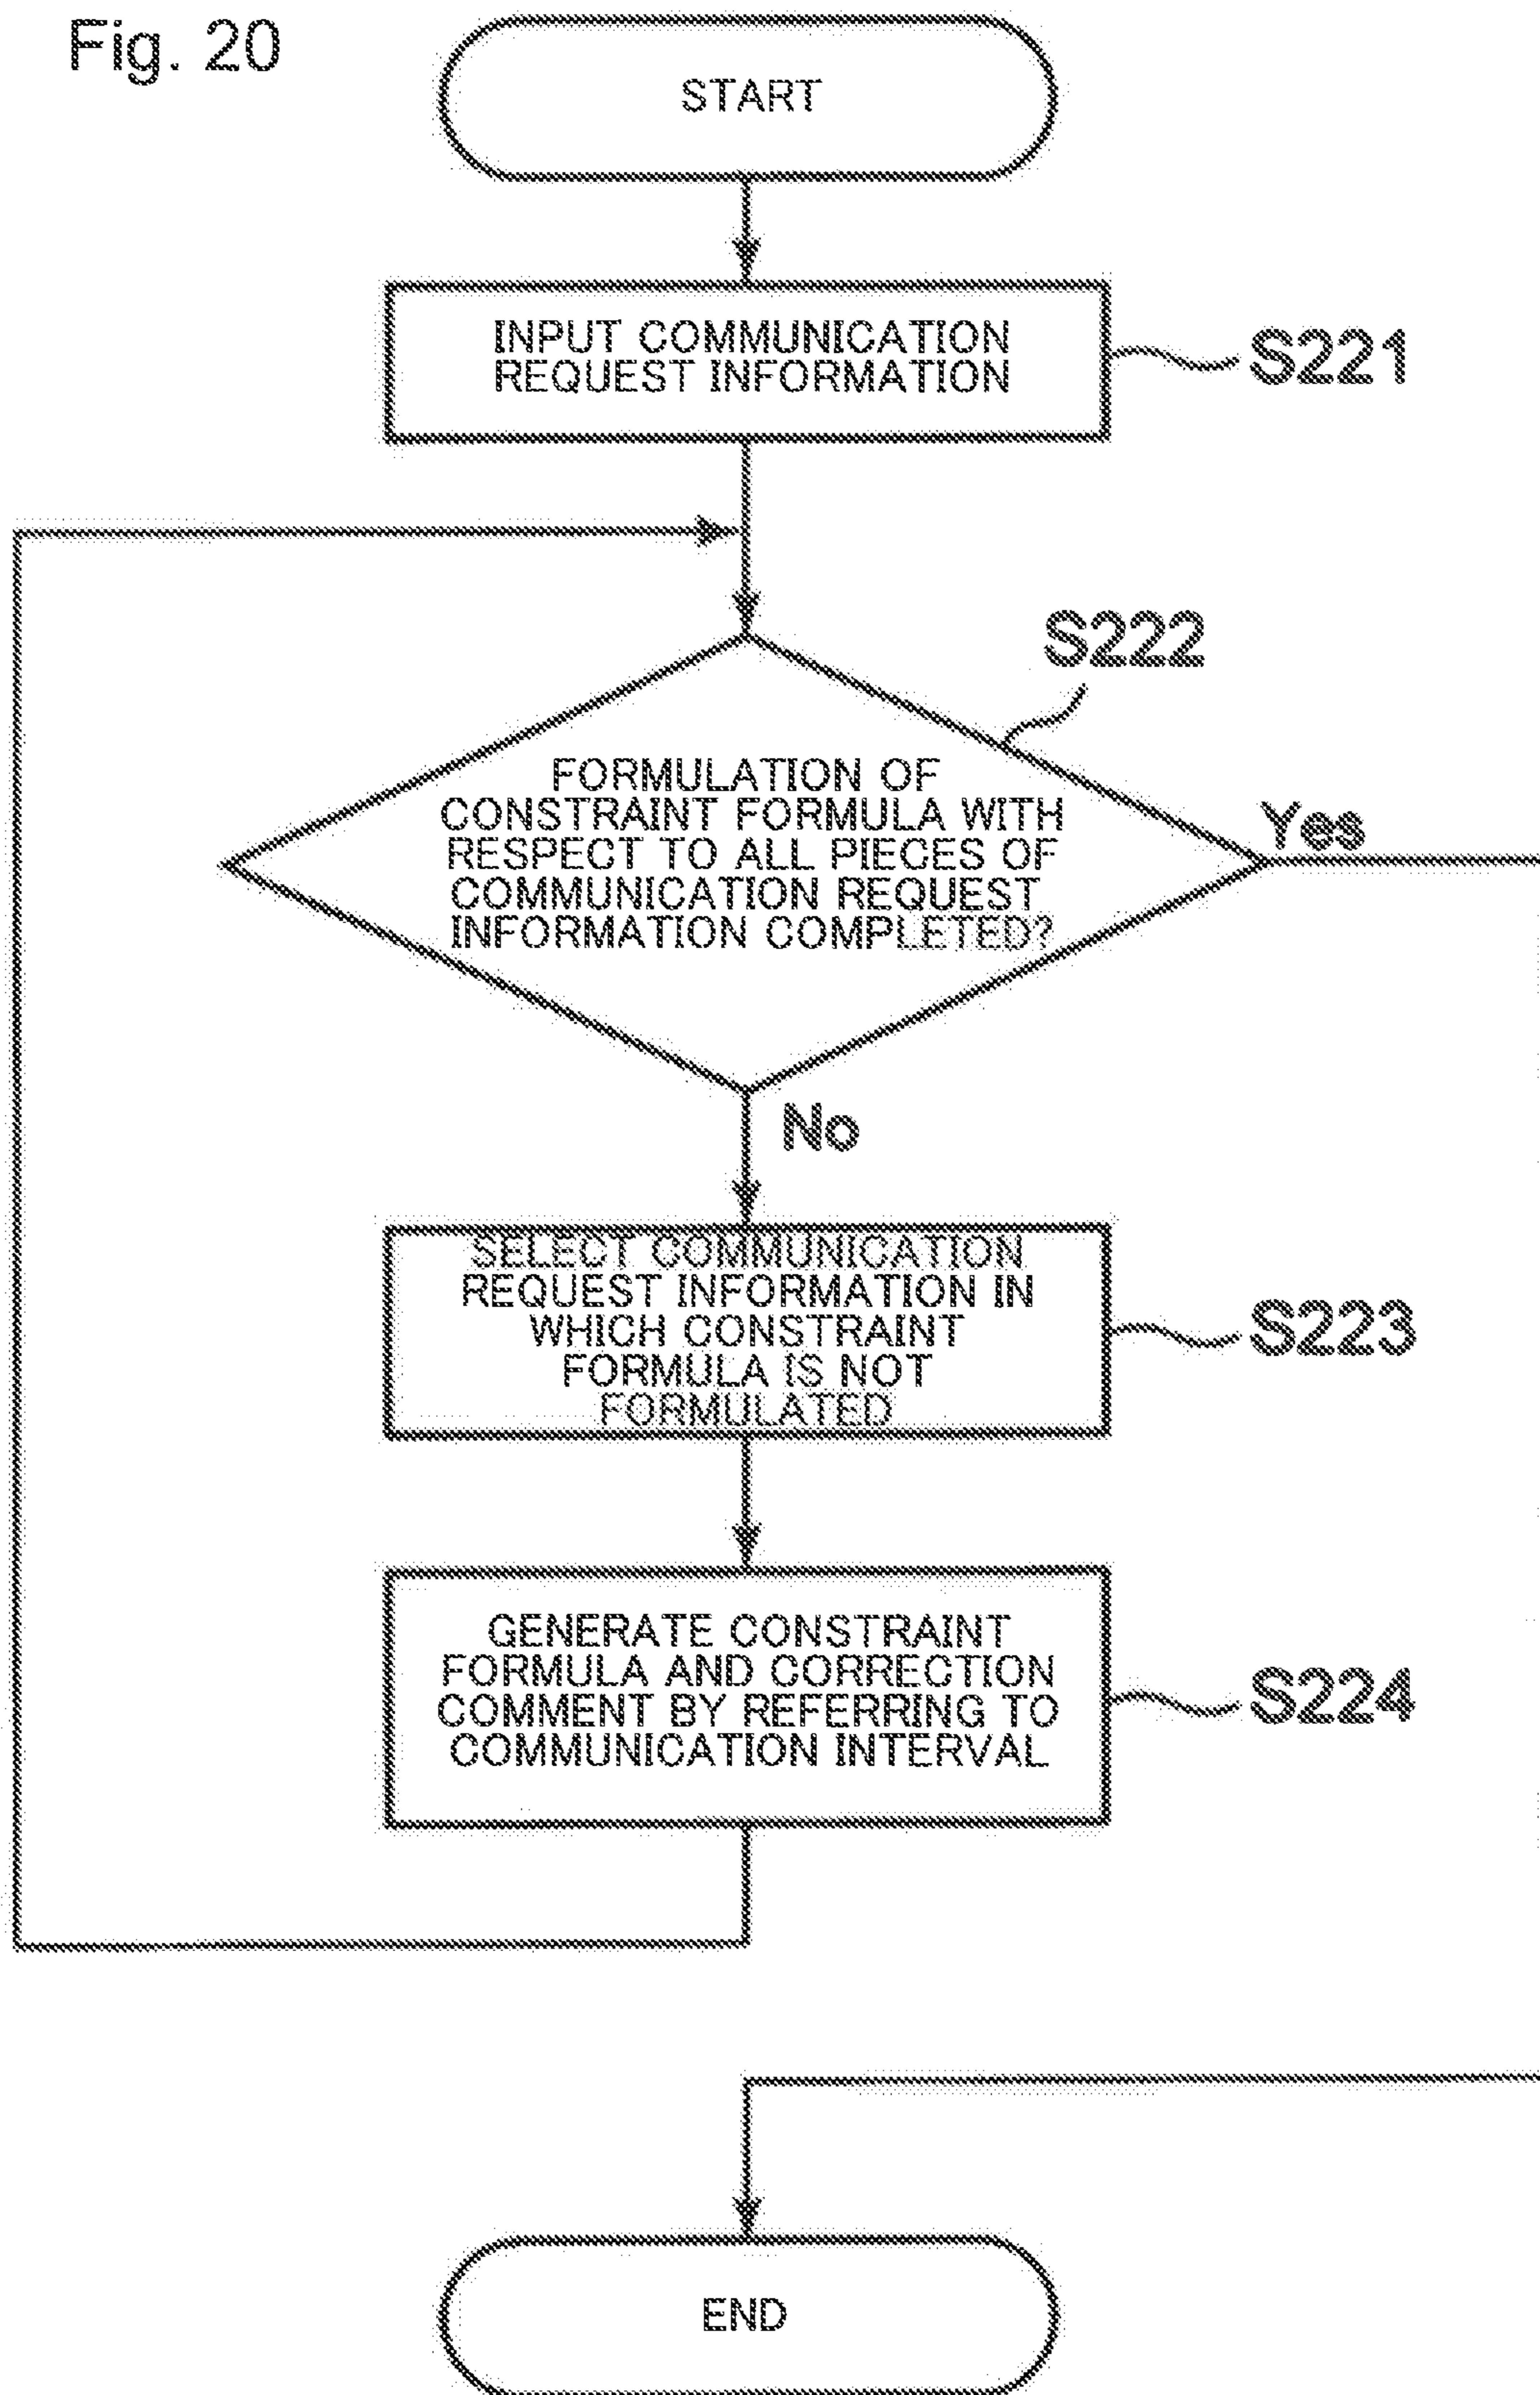 Fig. 20
START
INPUT COMMUNICATION
REQUEST INFORMATION
S221
S222
FORMULATION OF
CONSTRAINT FORMULA WITH
RESPECT TO ALL PIECES OF
COMMUNICATION REQUEST
INFORMATION COMPLETED?
Yes
No
SELECT COMMUNICATION
REQUEST INFORMATION IN
WHICH CONSTRAINT
FORMULA IS NOT
FORMULATED
S223
GENERATE CONSTRAINT
FORMULA AND CORRECTION
COMMENT BY REFERRING TO
COMMUNICATION INTERVAL
S224
END